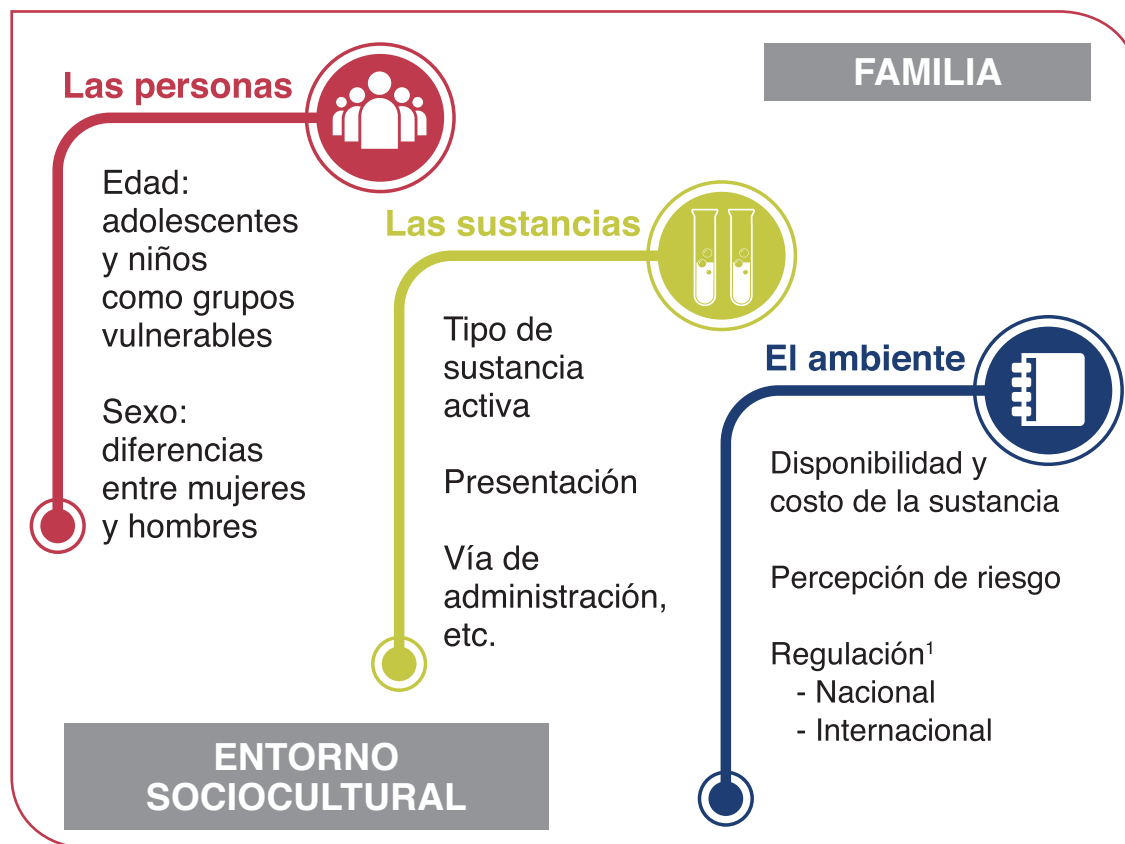 FAMILIA
Las personas
Edad:
adolescentes
y niños
como grupos
vulnerables
Sexo:
diferencias
entre mujeres
y hombres
Las sustancias
Tipo de
sustancia
activa
Presentación
Vía de
administración,
etc.
El ambiente
Disponibilidad y
costo de la sustancia
Percepción de riesgo
Regulación¹
- Nacional
- Internacional
ENTORNO
SOCIOCULTURAL